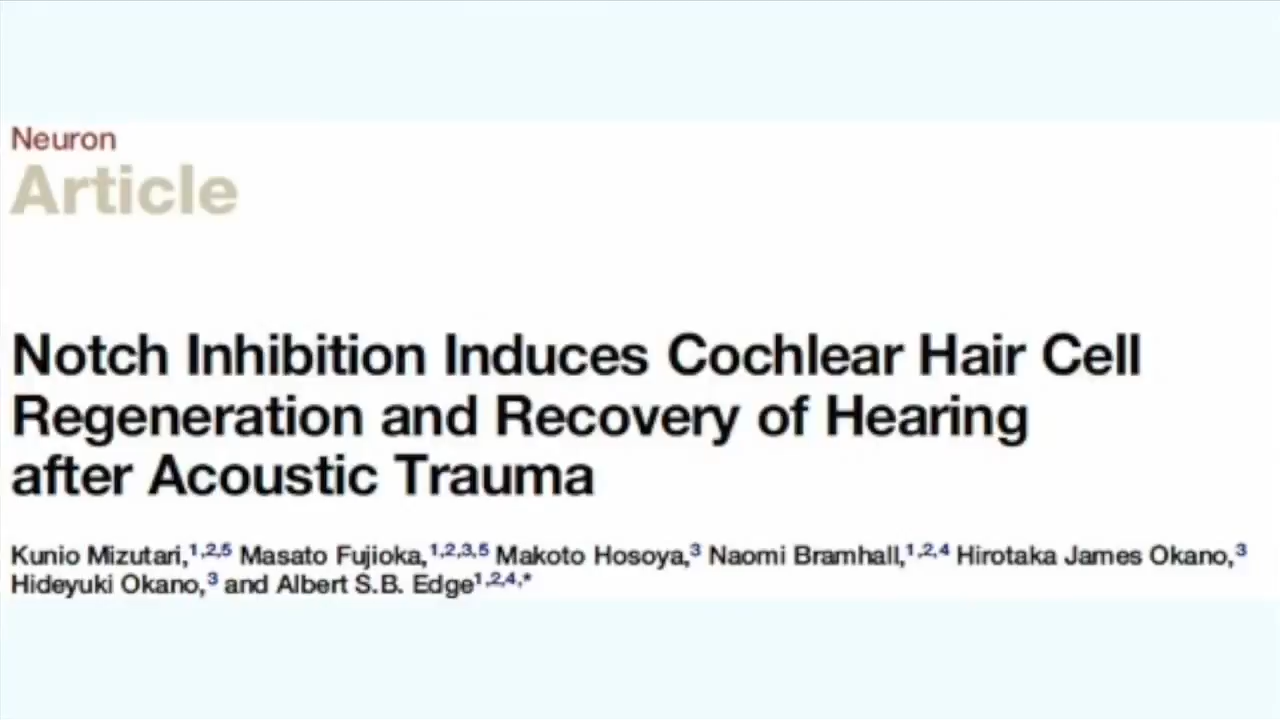 Neuron
Article
Notch Inhibition Induces Cochlear Hair Cell
Regeneration and Recovery of Hearing
after Acoustic Trauma
Kunio Mizutari,1,2,5 Masato Fujioka,1,2,3,5 Makoto Hosoya,3 Naomi Bramhall,1,2,4 Hirotaka James Okano,3
Hideyuki Okano,3 and Albert S.B. Edge1,2,4,*